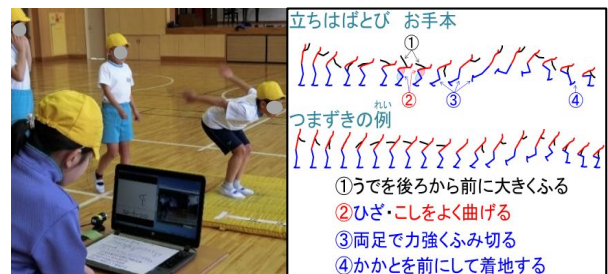 立ちはばとび お手本
①
②
③
④
れい
つまずきの例
①うでを後ろから前に大きくふる
②ひざ・こしをよく曲げる
③両足で力強くふみ切る
④かかとを前にして着地する